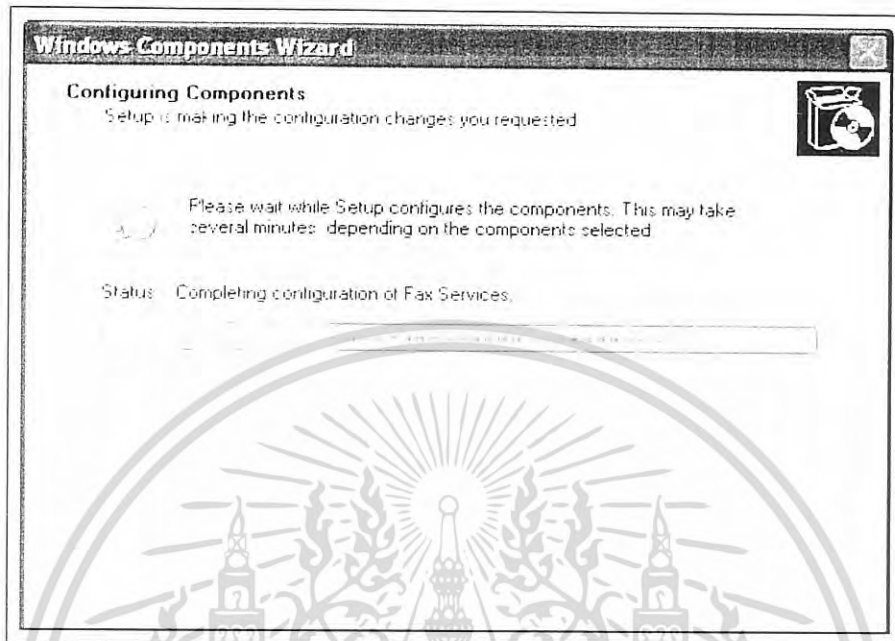 Windows Components Wizard
Configuring Components
Setup is making the configuration changes you requested
Please wait while Setup configures the components. This may take
several minutes depending on the components selected
Status: Completing configuration of Fax Services.